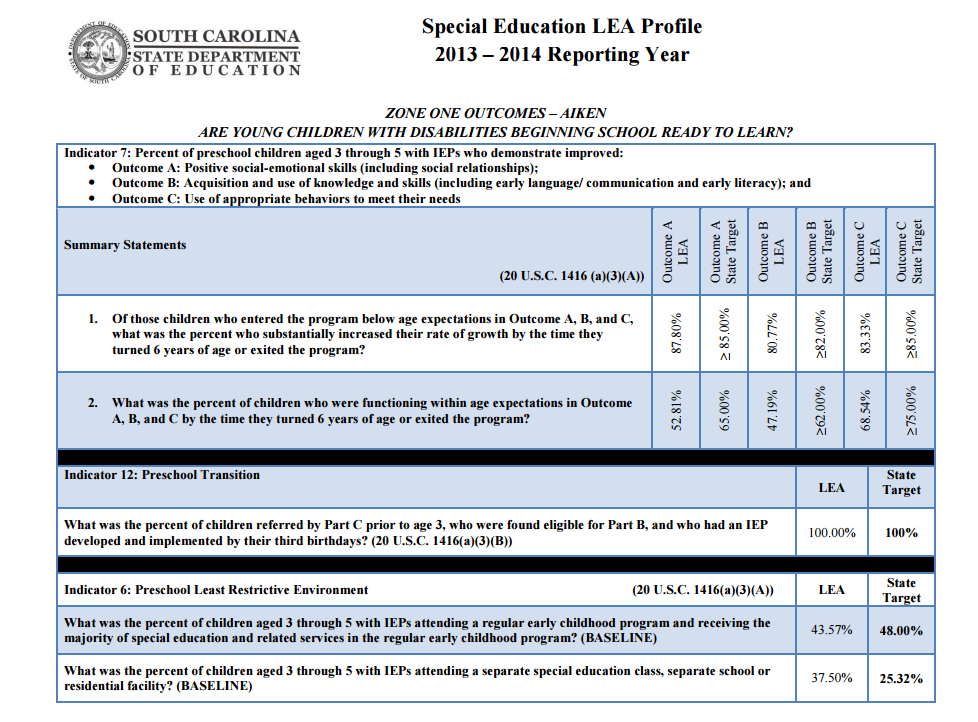 SOUTH CAROLINA
STATE DEPARTMENT
OF EDUCATION
Special Education LEA Profile
2013 – 2014 Reporting Year
ZONE ONE OUTCOMES – AIKEN
ARE YOUNG CHILDREN WITH DISABILITIES BEGINNING SCHOOL READY TO LEARN?
Indicator 7: Percent of preschool children aged 3 through 5 with IEPs who demonstrate improved:
• Outcome A: Positive social-emotional skills (including social relationships);
• Outcome B: Acquisition and use of knowledge and skills (including early language/ communication and early literacy); and
• Outcome C: Use of appropriate behaviors to meet their needs
Summary Statements
(20 U.S.C. 1416 (a)(3)(A))
Outcome A
LEA
Outcome A
State Target
Outcome B
LEA
Outcome B
State Target
Outcome C
LEA
Outcome C
State Target
1. Of those children who entered the program below age expectations in Outcome A, B, and C,
what was the percent who substantially increased their rate of growth by the time they
turned 6 years of age or exited the program?
87.80%
≥ 85.00%
80.77%
≥82.00%
83.33%
≥85.00%
2. What was the percent of children who were functioning within age expectations in Outcome
A, B, and C by the time they turned 6 years of age or exited the program?
52.81%
65.00%
47.19%
≥62.00%
68.54%
≥75.00%
Indicator 12: Preschool Transition
LEA
State
Target
What was the percent of children referred by Part C prior to age 3, who were found eligible for Part B, and who had an IEP
developed and implemented by their third birthdays? (20 U.S.C. 1416(a)(3)(B))
100.00%
100%
Indicator 6: Preschool Least Restrictive Environment (20 U.S.C. 1416(a)(3)(A))
LEA
State
Target
What was the percent of children aged 3 through 5 with IEPs attending a regular early childhood program and receiving the
majority of special education and related services in the regular early childhood program? (BASELINE)
43.57%
48.00%
What was the percent of children aged 3 through 5 with IEPs attending a separate special education class, separate school or
residential facility? (BASELINE)
37.50%
25.32%